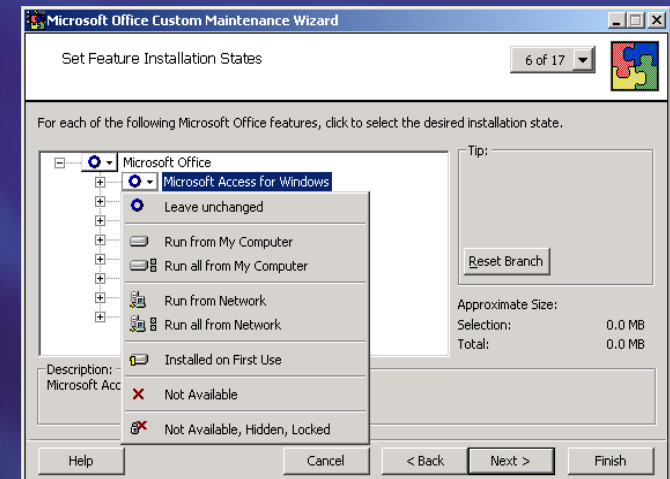 Microsoft Office Custom Maintenance Wizard
Set Feature Installation States
6 of 17
For each of the following Microsoft Office features, click to select the desired installation state.
Microsoft Office
Microsoft Access for Windows
Leave unchanged
Run from My Computer
Run all from My Computer
Run from Network
Run all from Network
Installed on First Use
Not Available
Not Available, Hidden, Locked
Tip:
Reset Branch
Approximate Size:
Selection: 0.0 MB
Total: 0.0 MB
Description:
Microsoft Acc
Help Cancel < Back Next > Finish